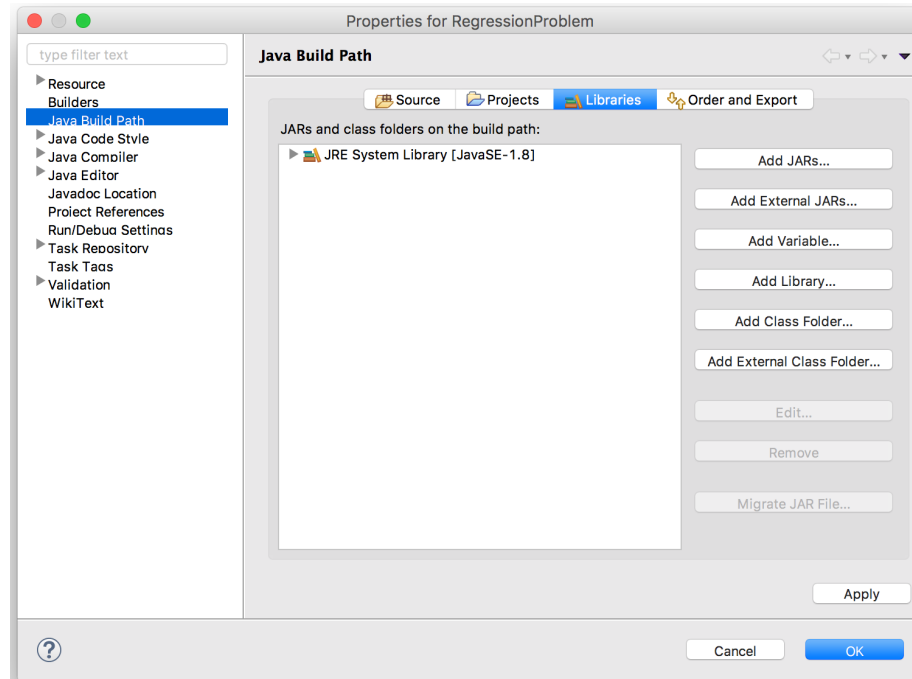 Properties for RegressionProblem
type filter text
Resource
Builders
Java Build Path
Java Code Style
Java Compiler
Java Editor
Javadoc Location
Project References
Run/Debug Settings
Task Repository
Task Tags
Validation
WikiText
Java Build Path
Source Projects Libraries Order and Export
JARs and class folders on the build path:
JRE System Library [JavaSE-1.8]
Add JARs...
Add External JARs...
Add Variable...
Add Library...
Add Class Folder...
Add External Class Folder...
Edit...
Remove
Migrate JAR File...
Apply
?
Cancel OK